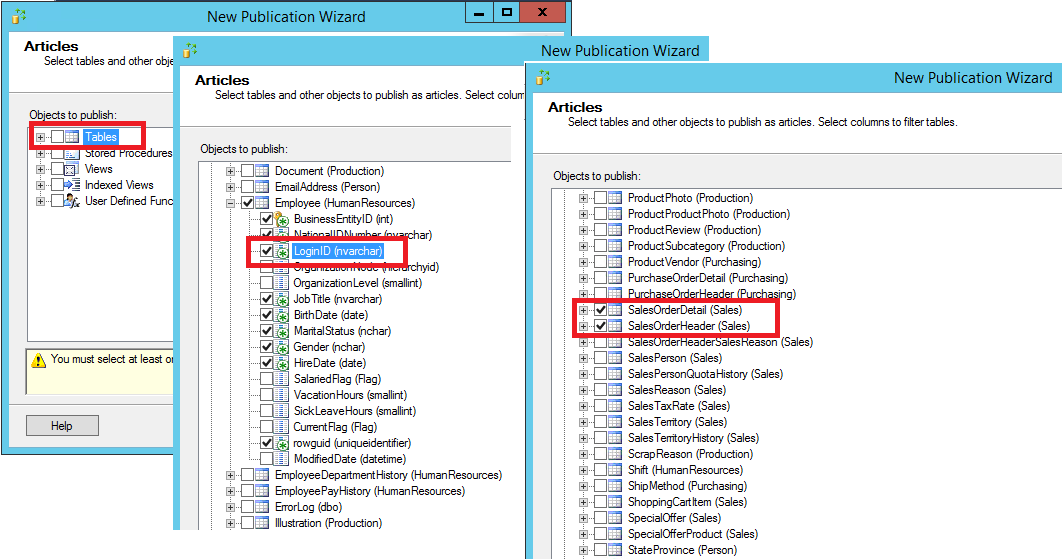 New Publication Wizard
Articles
Select tables and other obje
Objects to publish:
Tables
Stored Procedures
Views
Indexed Views
User Defined Func
You must select at least or
Help
New Publication Wizard
Articles
Select tables and other objects to publish as articles. Select colum
Objects to publish:
Document (Production)
EmailAddress (Person)
Employee (HumanResources)
BusinessEntityID (int)
NationalIDNumber (nvarchar)
LoginID (nvarchar)
OrganizationNode (hierarchyid)
OrganizationLevel (smallint)
JobTitle (nvarchar)
BirthDate (date)
MaritalStatus (nchar)
Gender (nchar)
HireDate (date)
SalariedFlag (Flag)
VacationHours (smallint)
SickLeaveHours (smallint)
CurrentFlag (Flag)
rowguid (uniqueidentifier)
ModifiedDate (datetime)
EmployeeDepartmentHistory (HumanResources)
EmployeePayHistory (HumanResources)
ErrorLog (dbo)
Illustration (Production)
New Publication Wizard
Articles
Select tables and other objects to publish as articles. Select columns to filter tables.
Objects to publish:
ProductPhoto (Production)
ProductProductPhoto (Production)
ProductReview (Production)
ProductSubcategory (Production)
ProductVendor (Purchasing)
PurchaseOrderDetail (Purchasing)
PurchaseOrderHeader (Purchasing)
SalesOrderDetail (Sales)
SalesOrderHeader (Sales)
SalesOrderHeaderSalesReason (Sales)
SalesPerson (Sales)
SalesPersonQuotaHistory (Sales)
SalesReason (Sales)
SalesTaxRate (Sales)
SalesTerritory (Sales)
SalesTerritoryHistory (Sales)
ScrapReason (Production)
Shift (HumanResources)
ShipMethod (Purchasing)
ShoppingCartItem (Sales)
SpecialOffer (Sales)
SpecialOfferProduct (Sales)
StateProvince (Person)